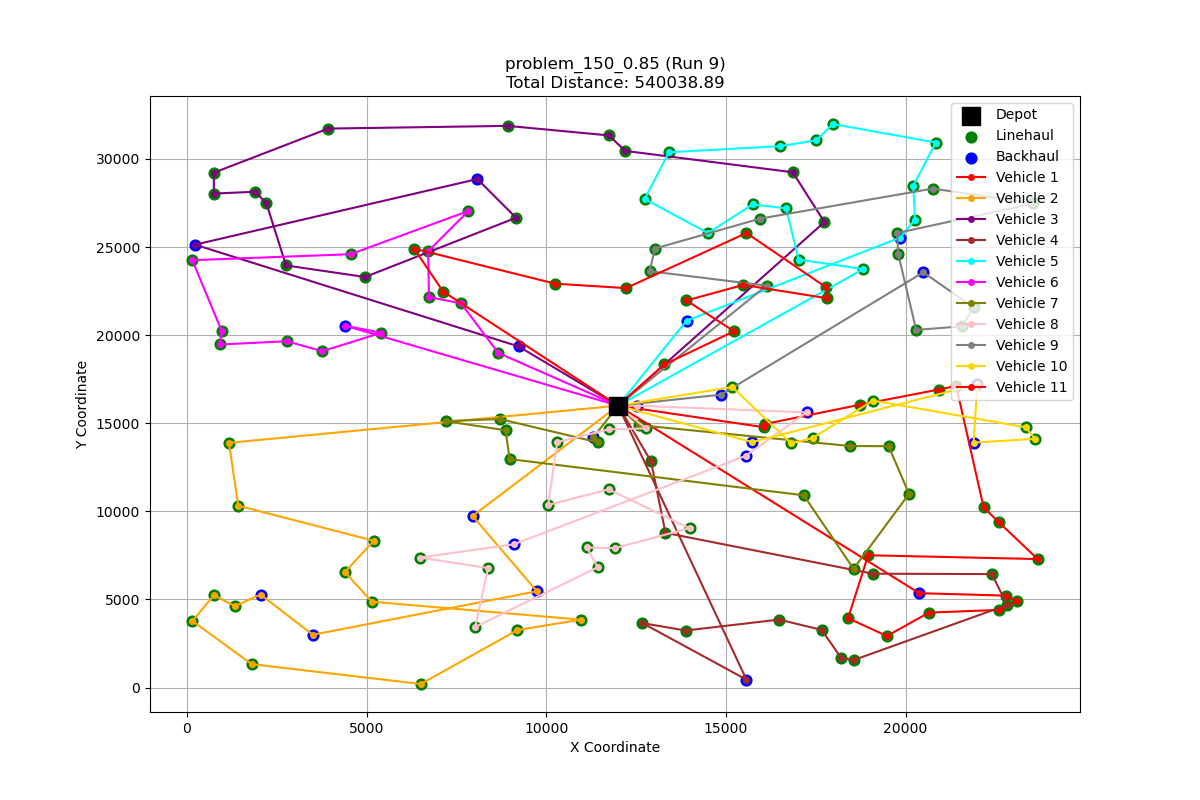 problem_150_0.85 (Run 9)
Total Distance: 540038.89
Depot
Linehaul
Backhaul
Vehicle 1
Vehicle 2
Vehicle 3
Vehicle 4
Vehicle 5
Vehicle 6
Vehicle 7
Vehicle 8
Vehicle 9
Vehicle 10
Vehicle 11
30000
25000
20000
15000
10000
5000
0
Y Coordinate
0 5000 10000 15000 20000
X Coordinate